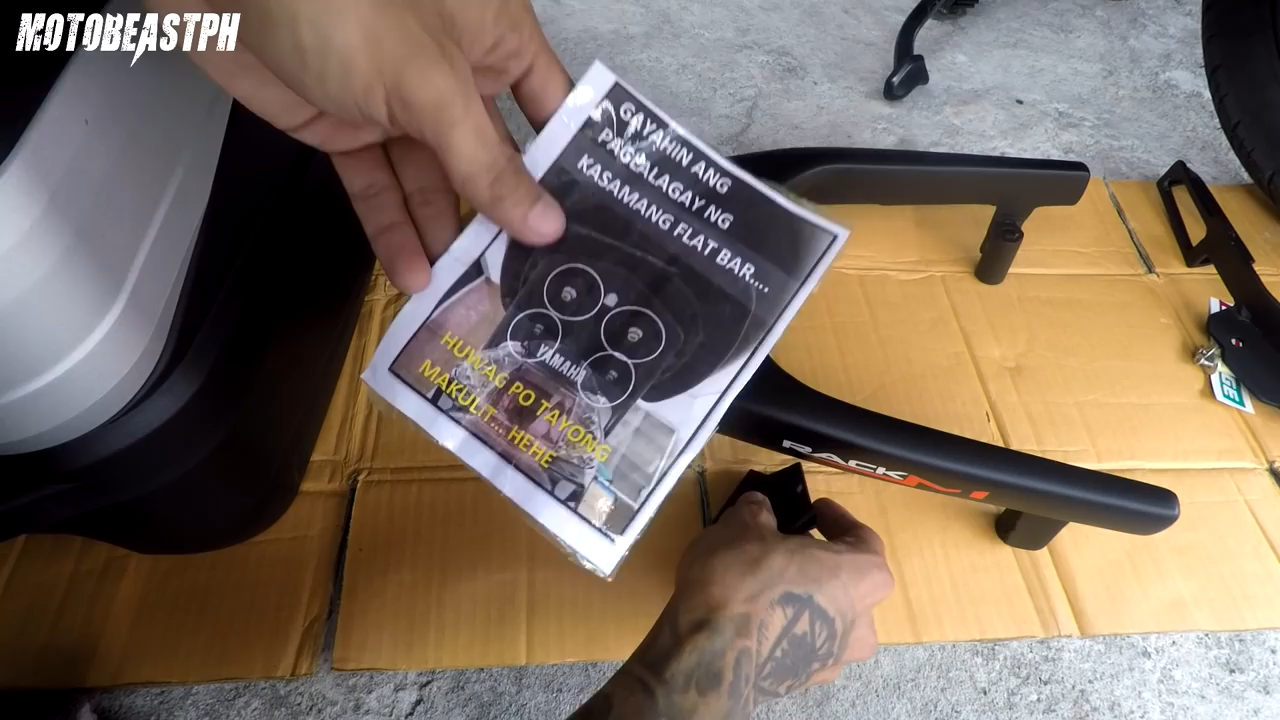 MOTOBEASTPH
GAYAHIN ANG
PAGLALAGAY NG
KASAMANG FLAT BAR....
YAMAHA
HUWAG PO TAYONG
MAKULIT... HEHE
RACK